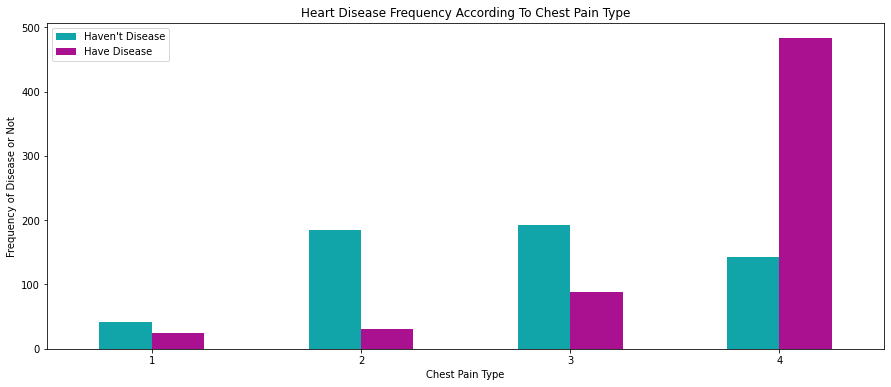 Heart Disease Frequency According To Chest Pain Type
Haven't Disease
Have Disease
Frequency of Disease or Not
500
400
300
200
100
0
1 2 3 4
Chest Pain Type